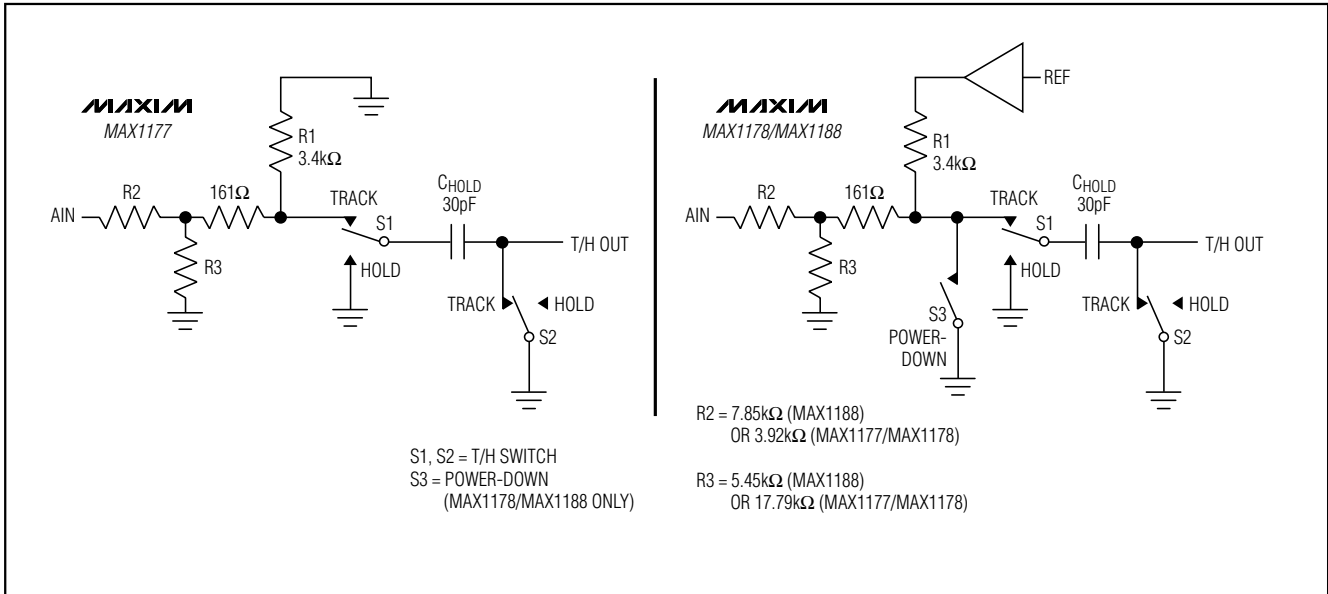 MAXIM
MAX1177
R1
3.4kΩ
R2
161Ω
TRACK
CHOLD
30pF
AIN
S1
T/H OUT
R3
HOLD
TRACK
HOLD
S2
S1, S2 = T/H SWITCH
S3 = POWER-DOWN
(MAX1178/MAX1188 ONLY)
REF
MAXIM
MAX1178/MAX1188
R1
3.4kΩ
R2
161Ω
TRACK
CHOLD
30pF
AIN
S1
T/H OUT
R3
HOLD
TRACK
HOLD
S3
POWER-
DOWN
S2
R2 = 7.85kΩ (MAX1188)
OR 3.92kΩ (MAX1177/MAX1178)
R3 = 5.45kΩ (MAX1188)
OR 17.79kΩ (MAX1177/MAX1178)